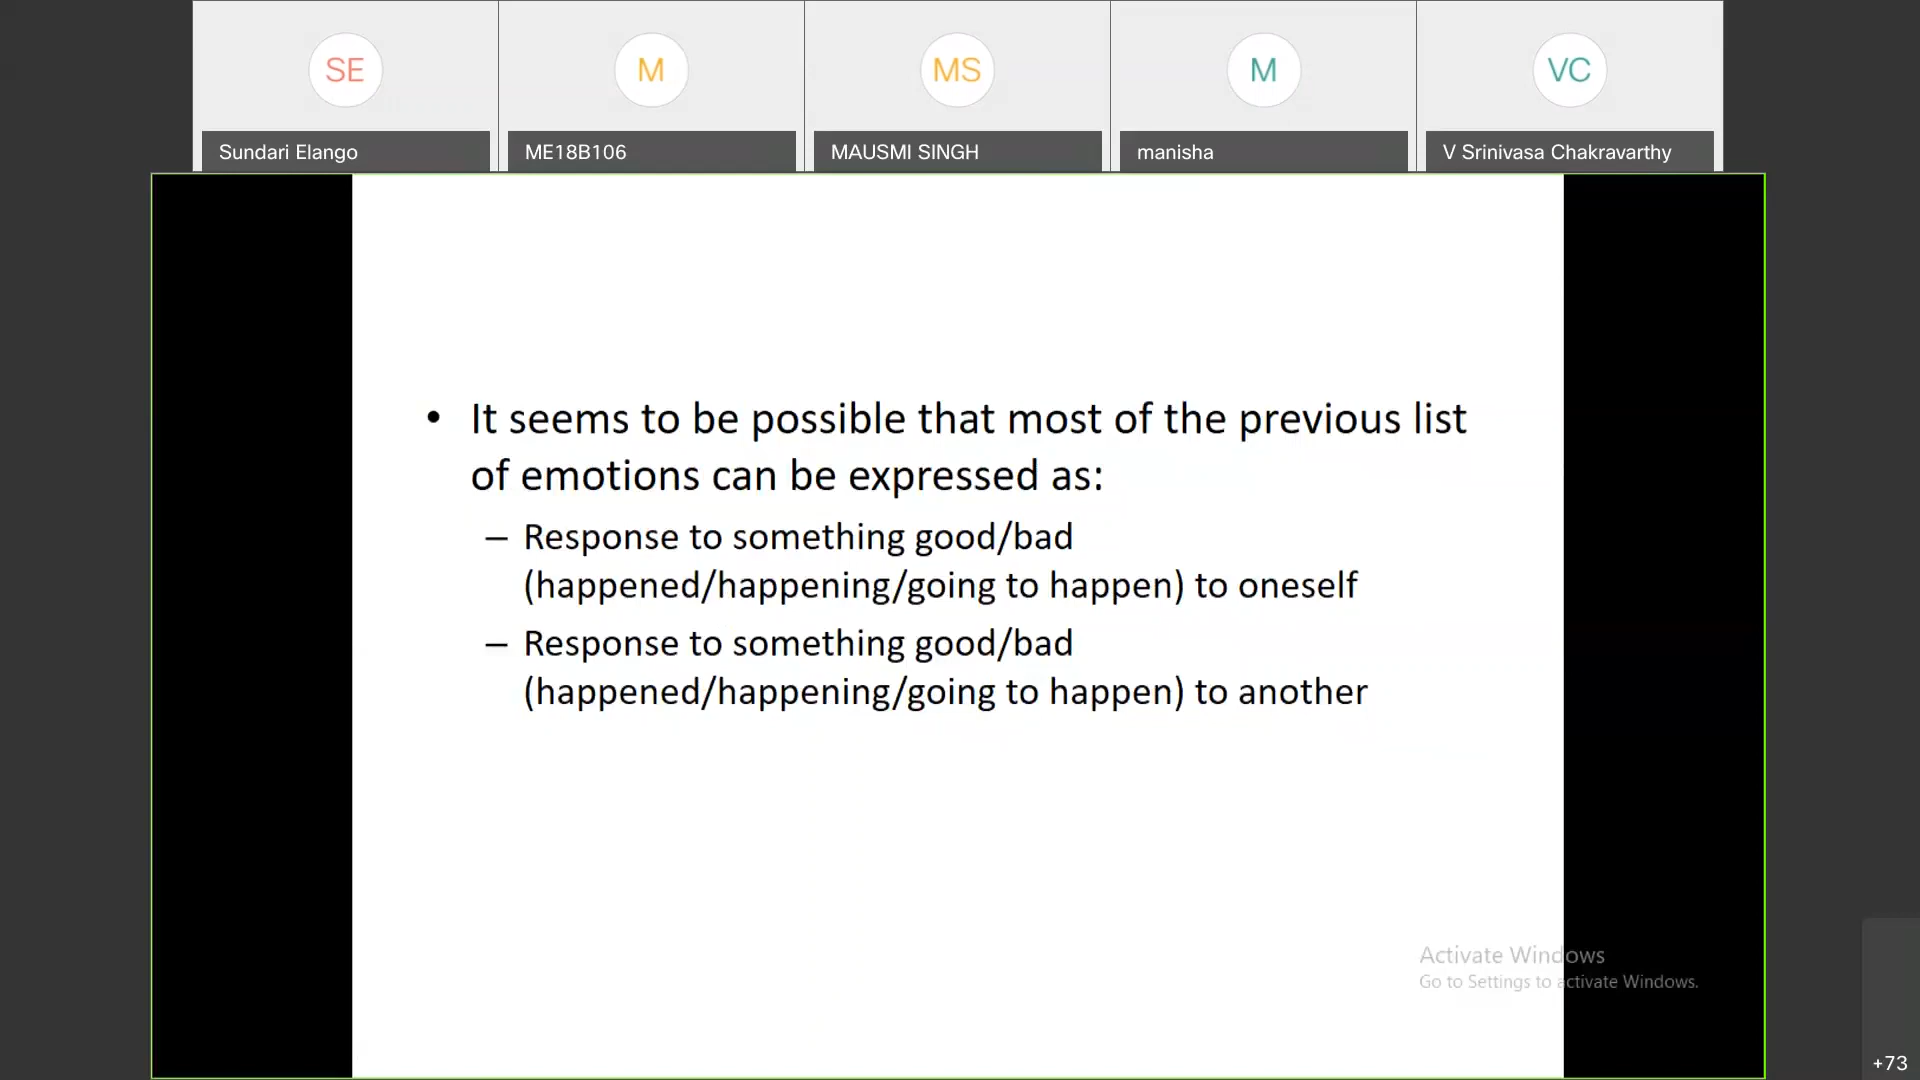 SE M MS M VC
Sundari Elango ME18B106 MAUSMI SINGH manisha V Srinivasa Chakravarthy
• It seems to be possible that most of the previous list
of emotions can be expressed as:
– Response to something good/bad
(happened/happening/going to happen) to oneself
– Response to something good/bad
(happened/happening/going to happen) to another
Activate Windows
Go to Settings to activate Windows.
+73